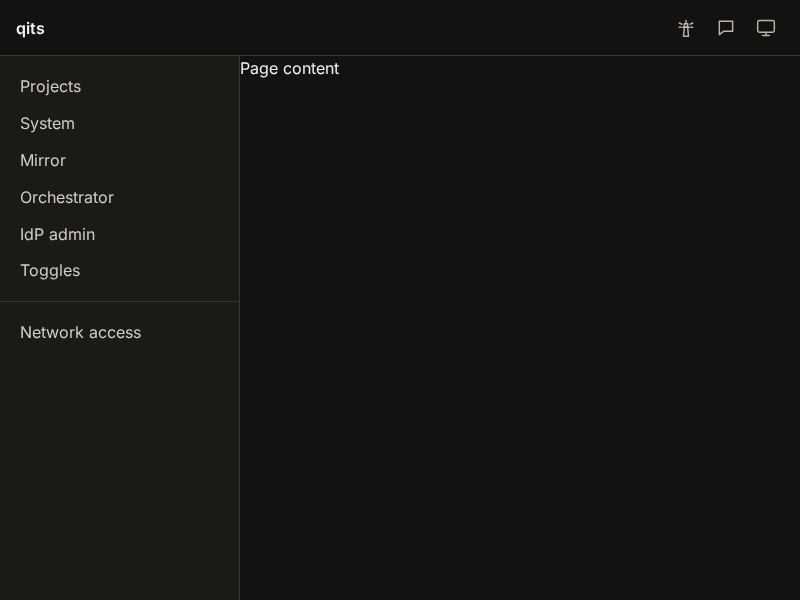 qits
Projects
System
Mirror
Orchestrator
IdP admin
Toggles
Network access
Page content